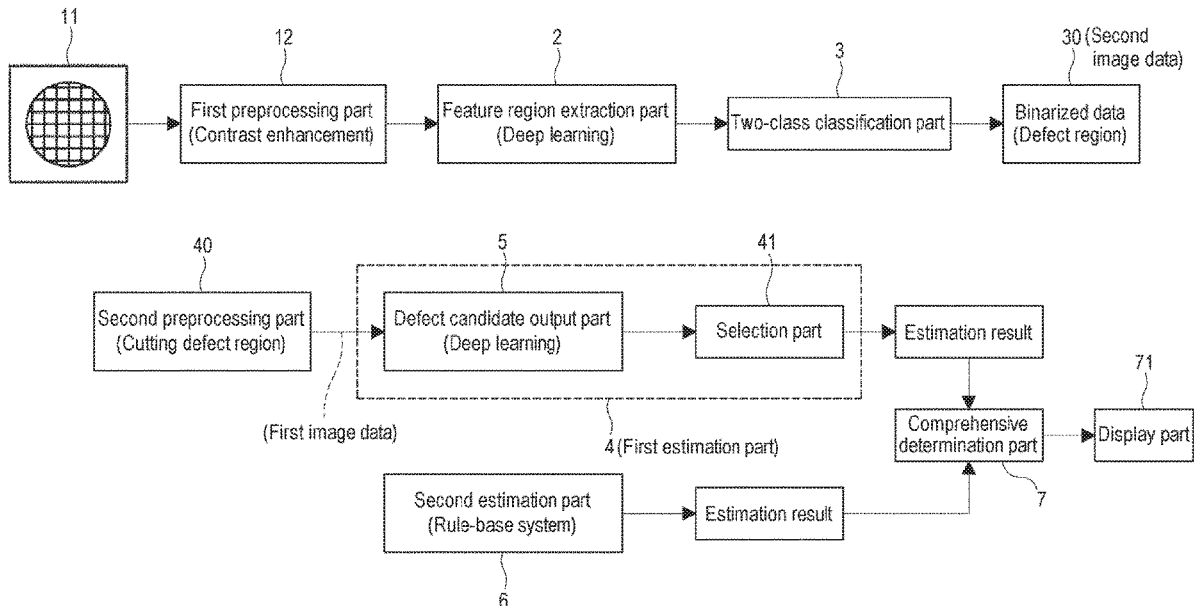 11
12
2
3
30 (Second
image data)
First preprocessing part
(Contrast enhancement)
Feature region extraction part
(Deep learning)
Two-class classification part
Binarized data
(Defect region)
40
5
41
Second preprocessing part
(Cutting defect region)
Defect candidate output part
(Deep learning)
Selection part
Estimation result
71
(First image data)
4 (First estimation part)
Comprehensive
determination part
Display part
7
Second estimation part
(Rule-base system)
Estimation result
6